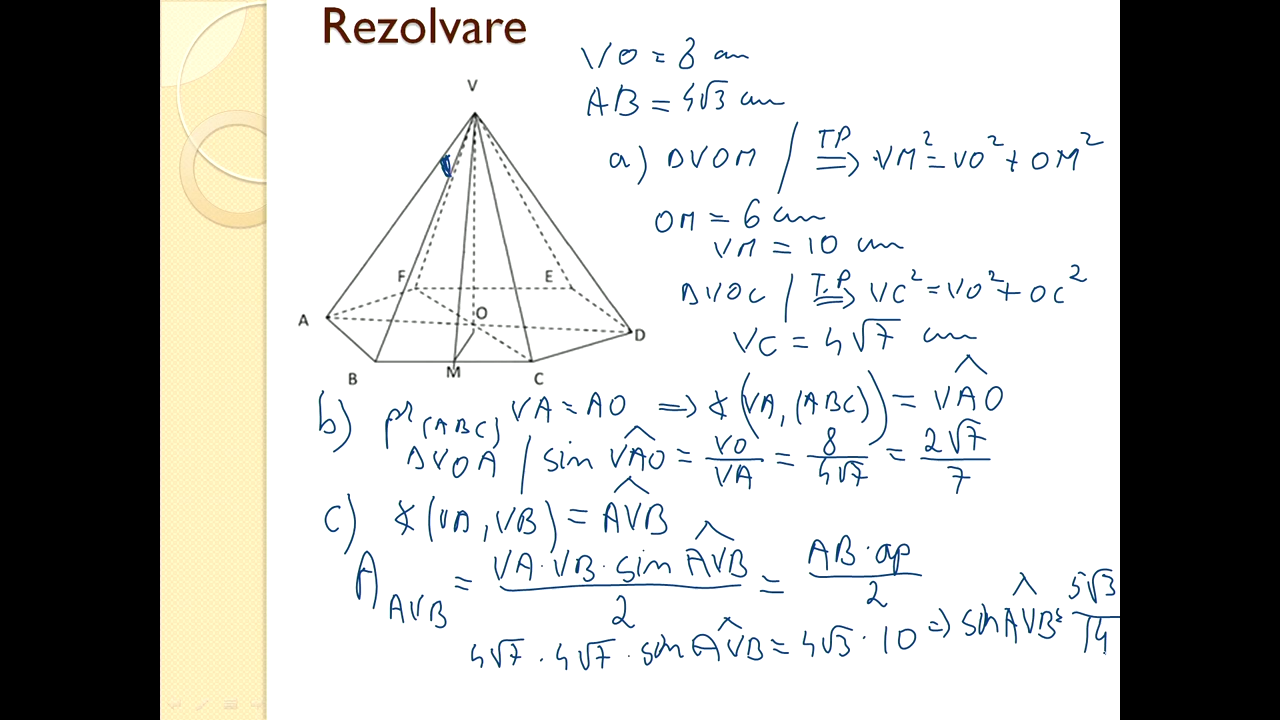 Rezolvare
VO = 8 cm
AB = 4√3 cm
a) ΔVOM / T.P ⟹ VM² = VO² + OM²
OM = 6 cm
VM = 10 cm
ΔVOC / T.P ⟹ VC² = VO² + OC²
VC = 4√7 cm
V
F E
A O D
B M C
b) pr(ABC) VA = AO ⟹ ∢(VA, (ABC)) = VAO^
ΔVOA / sin VAO^ = VO/VA = 8/4√7 = 2√7/7
c) ∢(VA, VB) = AVB^
A AVB = VA·VB·sin AVB^/2 = AB·ap/2
4√7 · 4√7 · sin AVB^ = 4√3 · 10 ⟹ sin AVB^ = 5√3/14